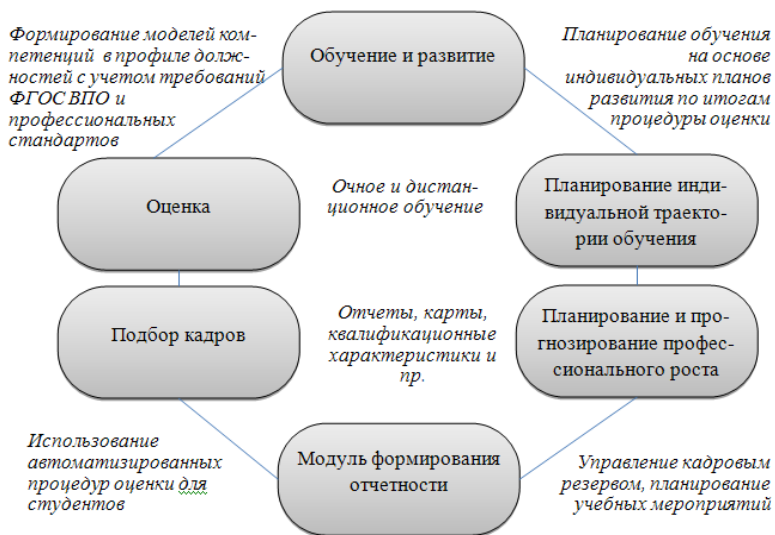 Формирование моделей ком-
петенций в профиле долж-
ностей с учетом требований
ФГОС ВПО и
профессиональных
стандартов
Обучение и развитие
Планирование обучения
на основе
индивидуальных планов
развития по итогам
процедуры оценки
Оценка
Очное и дистан-
ционное обучение
Планирование инди-
видуальной траекто-
рии обучения
Подбор кадров
Отчеты, карты,
квалификационные
характеристики и
пр.
Планирование и про-
гнозирование профес-
сионального роста
Использование
автоматизированных
процедур оценки для
студентов
Модуль формирования
отчетности
Управление кадровым
резервом, планирование
учебных мероприятий